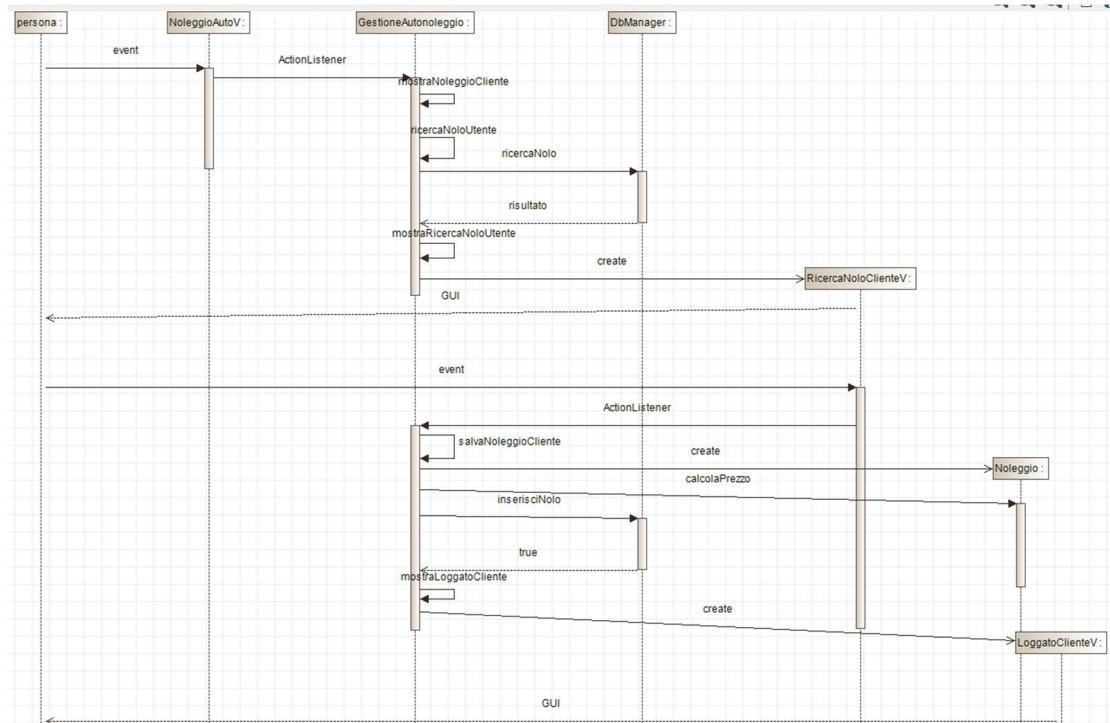 persona :
NoleggioAutoV :
GestioneAutonoleggio :
DbManager :
event
ActionListener
mostraNoleggioCliente
ricercaNoloUtente
ricercaNolo
risultato
mostraRicercaNoloUtente
create
RicercaNoloClienteV :
GUI
event
ActionListener
salvaNoleggioCliente
create
Noleggio :
calcolaPrezzo
inserisciNolo
true
mostraLoggatoCliente
create
LoggatoClienteV :
GUI